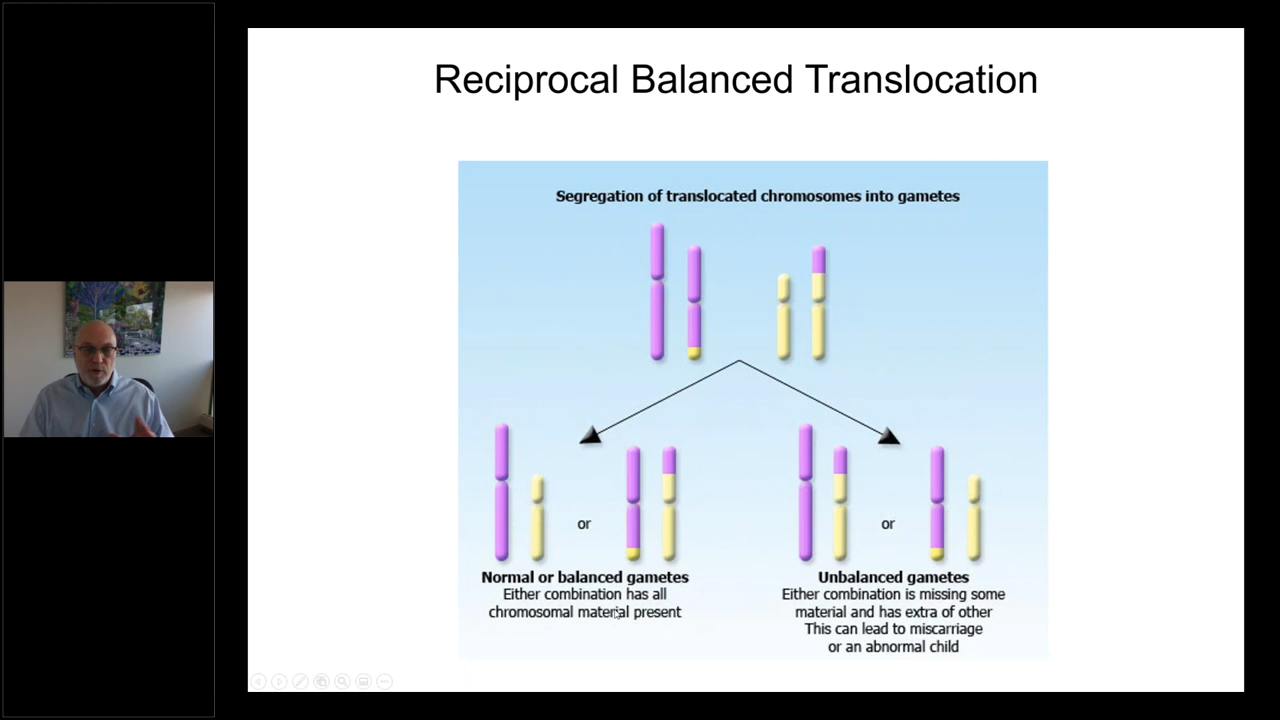 Reciprocal Balanced Translocation
Segregation of translocated chromosomes into gametes
or
Normal or balanced gametes
Either combination has all
chromosomal material present
or
Unbalanced gametes
Either combination is missing some
material and has extra of other
This can lead to miscarriage
or an abnormal child